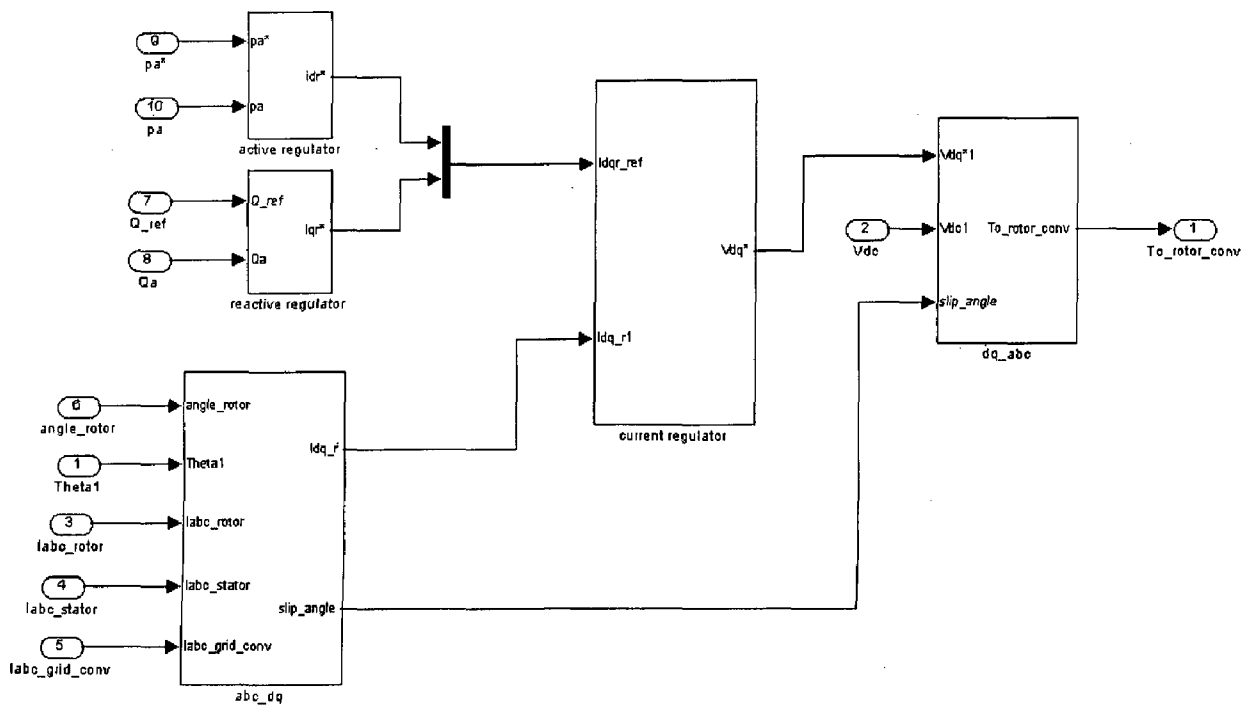 9
pa*
pa*
10
pa
pa
idr*
active regulator
7
Q_ref
Q_ref
8
Qa
Qa
Iqr*
reactive regulator
Idqr_ref
Idq_r1
Vdq*
current regulator
Vdq*1
2
Vdc
Vdc1
slip_angle
To_rotor_conv
dq_abc
1
To_rotor_conv
6
angle_rotor
angle_rotor
1
Theta1
Theta1
3
Iabc_rotor
Iabc_rotor
4
Iabc_stator
Iabc_stator
5
Iabc_grid_conv
Iabc_grid_conv
Idq_r
slip_angle
abc_dq